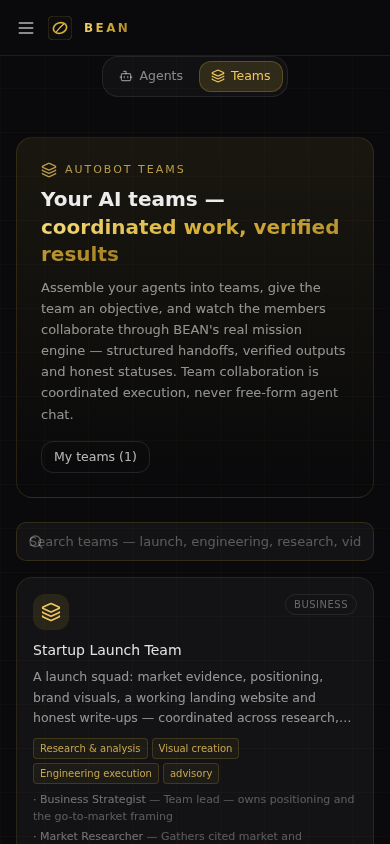 BEAN
Agents
Teams
AUTOBOT TEAMS
Your AI teams —
coordinated work, verified
results
Assemble your agents into teams, give the
team an objective, and watch the members
collaborate through BEAN's real mission
engine — structured handoffs, verified outputs
and honest statuses. Team collaboration is
coordinated execution, never free-form agent
chat.
My teams (1)
Search teams — launch, engineering, research, vid
BUSINESS
Startup Launch Team
A launch squad: market evidence, positioning,
brand visuals, a working landing website and
honest write-ups — coordinated across research,…
Research & analysis
Visual creation
Engineering execution
advisory
· Business Strategist — Team lead — owns positioning and
the go-to-market framing
· Market Researcher — Gathers cited market and